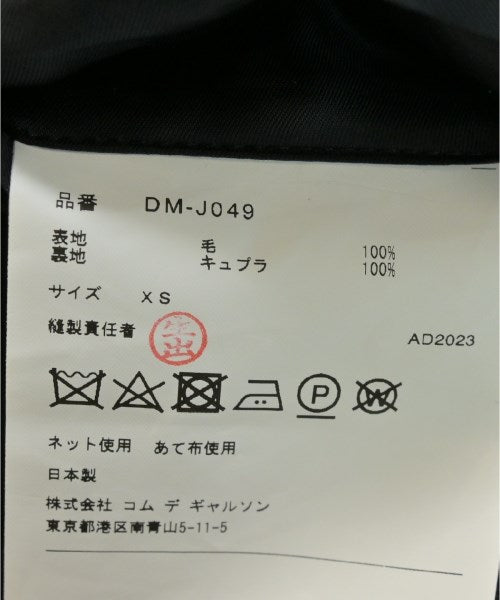 品番 DM-J049
表地 毛 100%
裏地 キュプラ 100%
サイズ XS
縫製責任者 生出
AD2023
P W
ネット使用 あて布使用
日本製
株式会社 コム デ ギャルソン
東京都港区南青山5-11-5